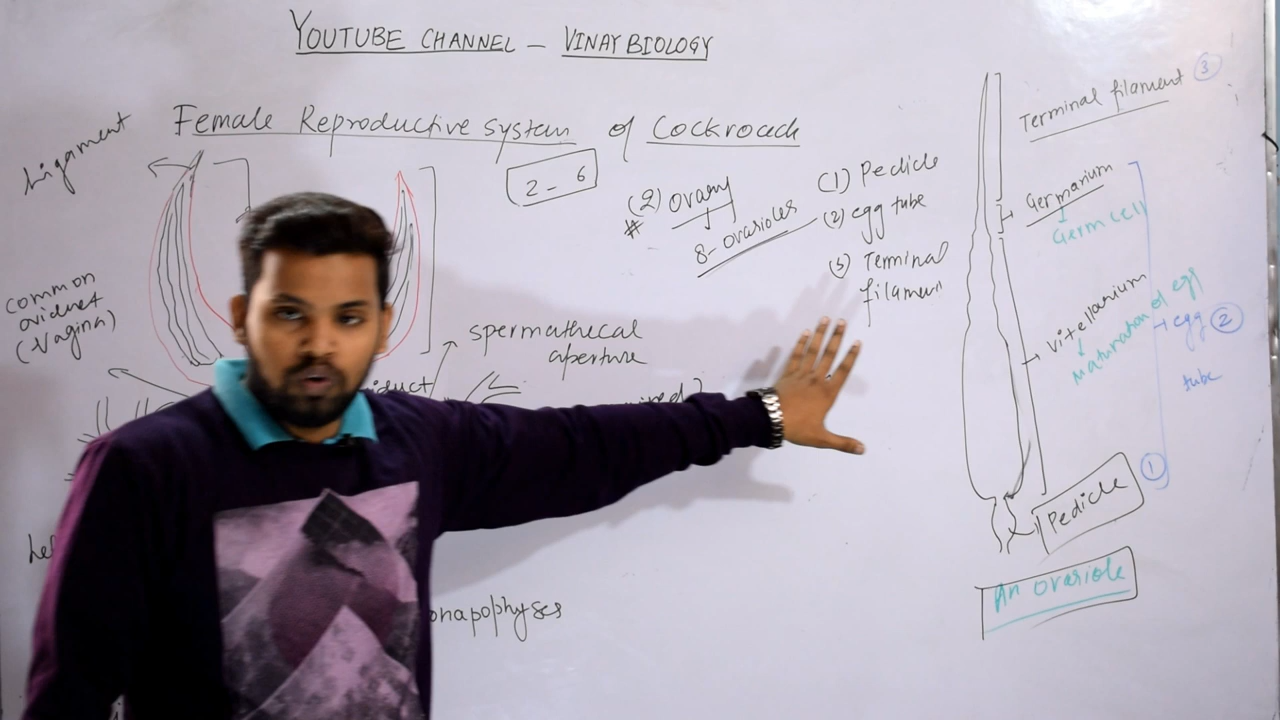 YOUTUBE CHANNEL - VINAY BIOLOGY
Female Reproductive System of Cockroach
Ligament
2 - 6
(2) ovary
*
8- ovarioles
(1) Pedicle
(2) egg tube
(3) Terminal
filament
common
oviduct
(Vagina)
spermathecal
aperture
onapophyses
Terminal filament 3
Germarium
Germ cell
Vitellarium
Maturation of egg
egg 2
tube
1
Pedicle
An ovariole